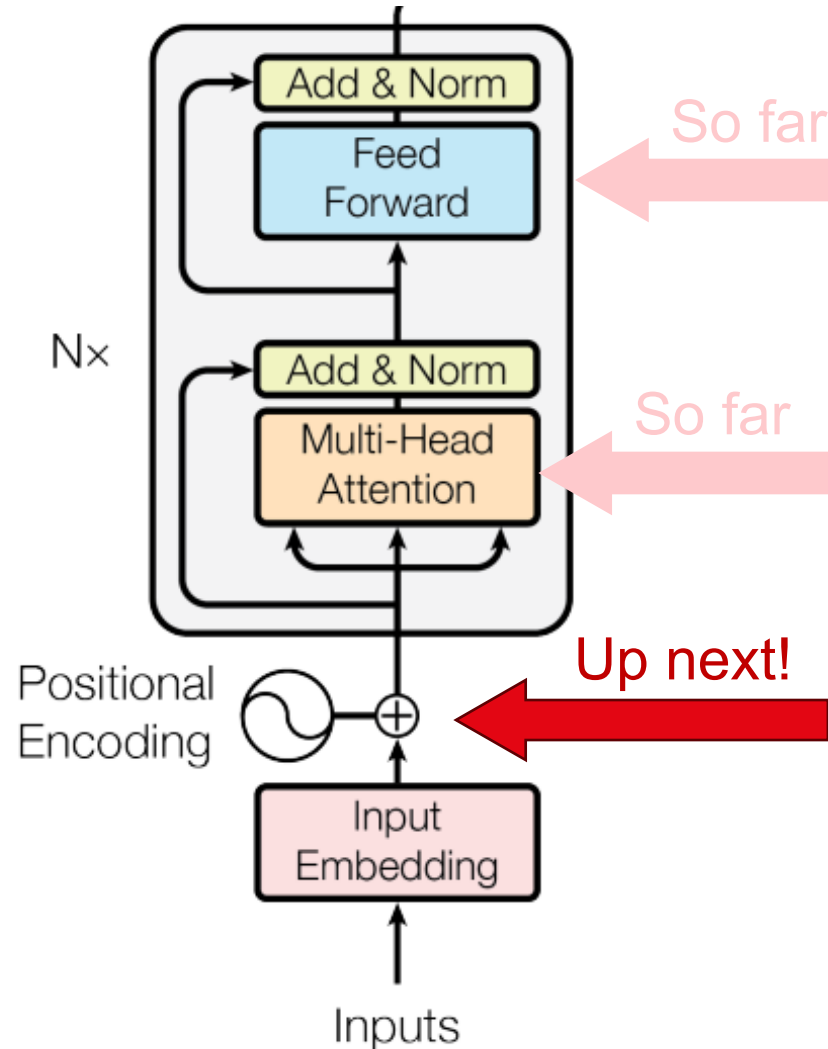 Add & Norm
So far
Feed
Forward
N×
Add & Norm
So far
Multi-Head
Attention
Up next!
Positional
Encoding
Input
Embedding
Inputs